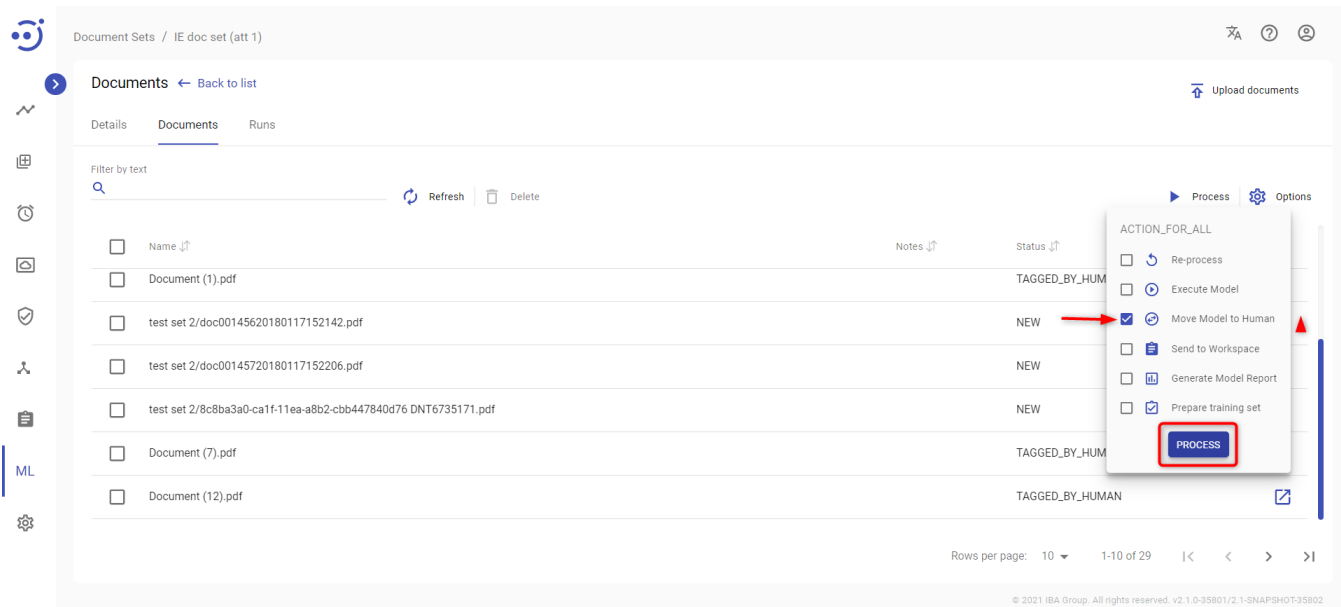 Document Sets / IE doc set (att 1)
Documents ← Back to list
Upload documents
Details Documents Runs
Filter by text
Refresh Delete Process Options
Name Notes Status
Document (1).pdf TAGGED_BY_HUM
test set 2/doc00145620180117152142.pdf NEW
test set 2/doc00145720180117152206.pdf NEW
test set 2/8c8ba3a0-ca1f-11ea-a8b2-cbb447840d76 DNT6735171.pdf NEW
Document (7).pdf TAGGED_BY_HUM
Document (12).pdf TAGGED_BY_HUMAN
ACTION_FOR_ALL
Re-process
Execute Model
Move Model to Human
Send to Workspace
Generate Model Report
Prepare training set
PROCESS
ML
Rows per page: 10 1-10 of 29
© 2021 IBA Group. All rights reserved. v2.1.0-35801/2.1-SNAPSHOT-35802